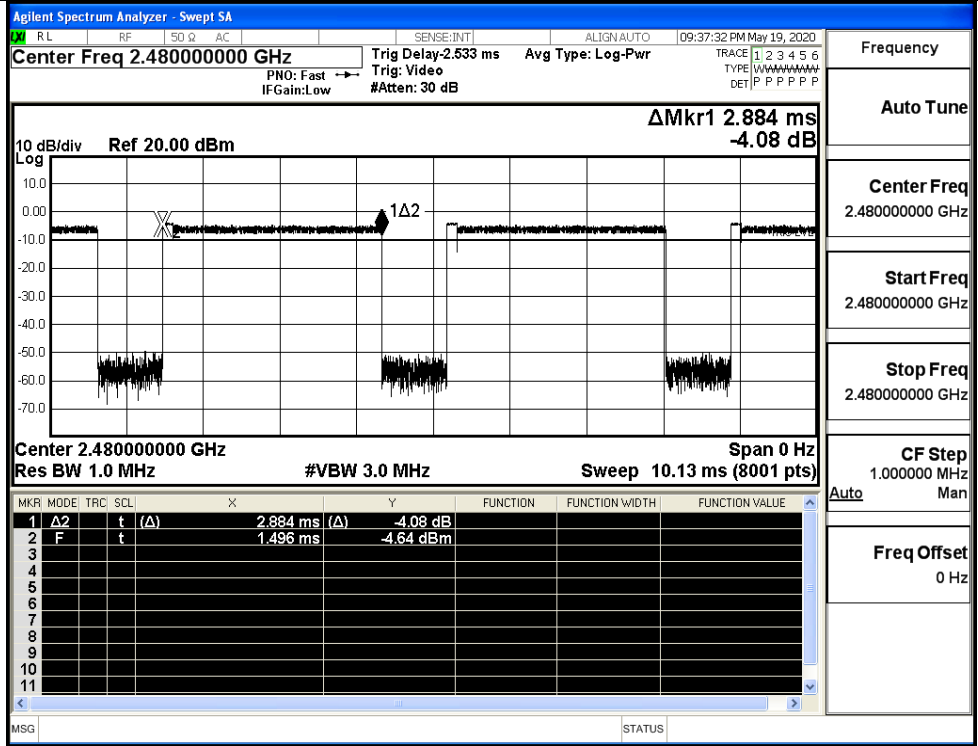 Agilent Spectrum Analyzer - Swept SA
LXI RL RF 50 Ω AC SENSE:INT ALIGN AUTO 09:37:32 PM May 19, 2020
Center Freq 2.480000000 GHz
PNO: Fast
IFGain:Low
Trig Delay-2.533 ms
Trig: Video
#Atten: 30 dB
Avg Type: Log-Pwr
TRACE 1 2 3 4 5 6
TYPE WWWWWW
DET P P P P P P
ΔMkr1 2.884 ms
-4.08 dB
10 dB/div Ref 20.00 dBm
Log
10.0
0.00
-10.0
-20.0
-30.0
-40.0
-50.0
-60.0
-70.0
1Δ2
2
Center 2.480000000 GHz Span 0 Hz
Res BW 1.0 MHz #VBW 3.0 MHz Sweep 10.13 ms (8001 pts)
MKR MODE TRC SCL X Y FUNCTION FUNCTION WIDTH FUNCTION VALUE
1 Δ2 t (Δ) 2.884 ms (Δ) -4.08 dB
2 F t 1.496 ms -4.64 dBm
3
4
5
6
7
8
9
10
11
MSG STATUS
Frequency
Auto Tune
Center Freq
2.480000000 GHz
Start Freq
2.480000000 GHz
Stop Freq
2.480000000 GHz
CF Step
1.000000 MHz
Auto Man
Freq Offset
0 Hz